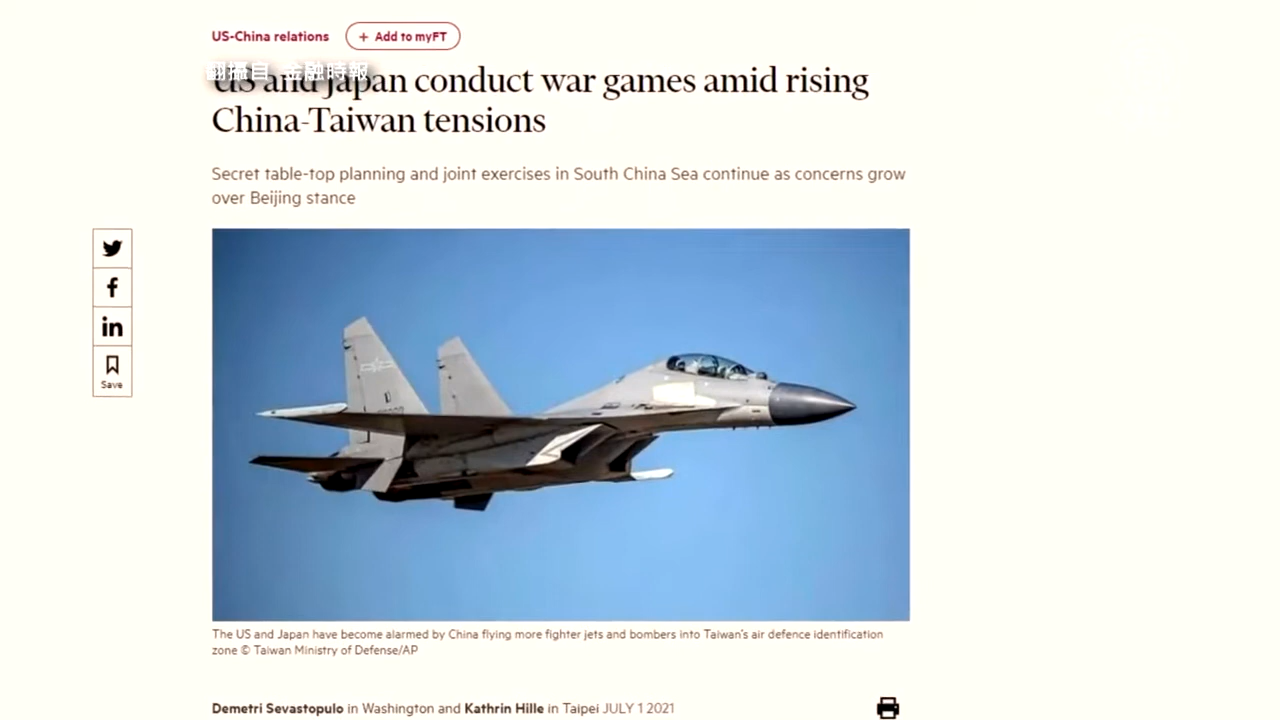 US-China relations
+ Add to myFT
翻攝自 金融時報
US and Japan conduct war games amid rising
China-Taiwan tensions
Secret table-top planning and joint exercises in South China Sea continue as concerns grow
over Beijing stance
Save
The US and Japan have become alarmed by China flying more fighter jets and bombers into Taiwan's air defence identification
zone © Taiwan Ministry of Defense/AP
Demetri Sevastopulo in Washington and Kathrin Hille in Taipei JULY 1 2021